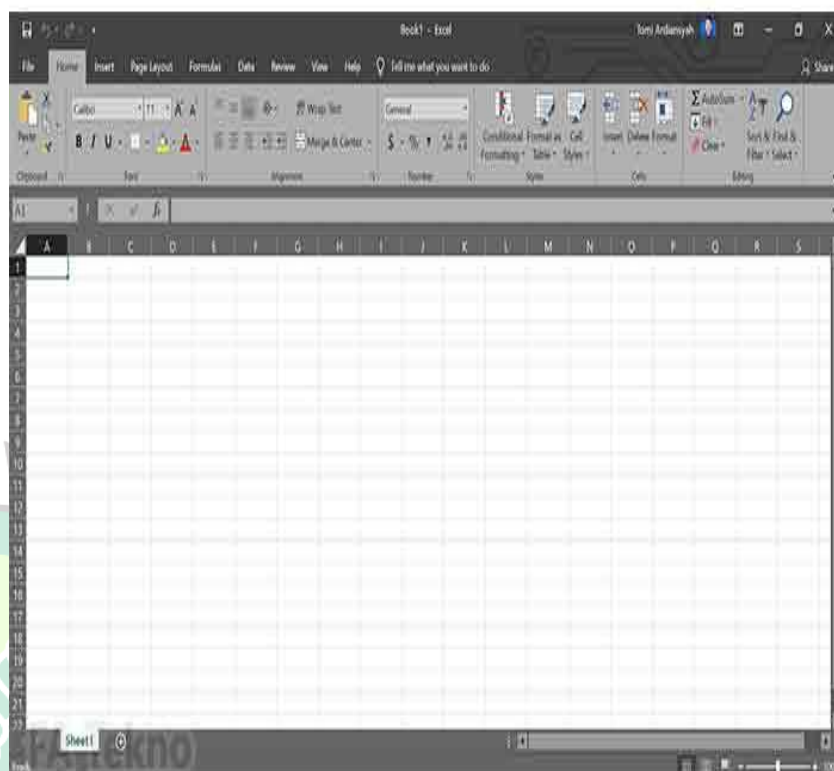 Book1 - Excel
Tomi Ardiansyah
File Home Insert Page Layout Formulas Data Review View Help Tell me what you want to do Share
Paste Calibri 11 A A Wrap Text General AutoSum
B I U A Merge & Center $ % Conditional Format as Cell Insert Delete Format Fill Sort & Find &
Formatting Table Styles Clear Filter Select
Clipboard Font Alignment Number Styles Cells Editing
A1 fx
A B C D E F G H I J K L M N O P Q R S
1
2
3
4
5
6
7
8
9
10
11
12
13
14
15
16
17
18
19
20
21
22
Sheet1